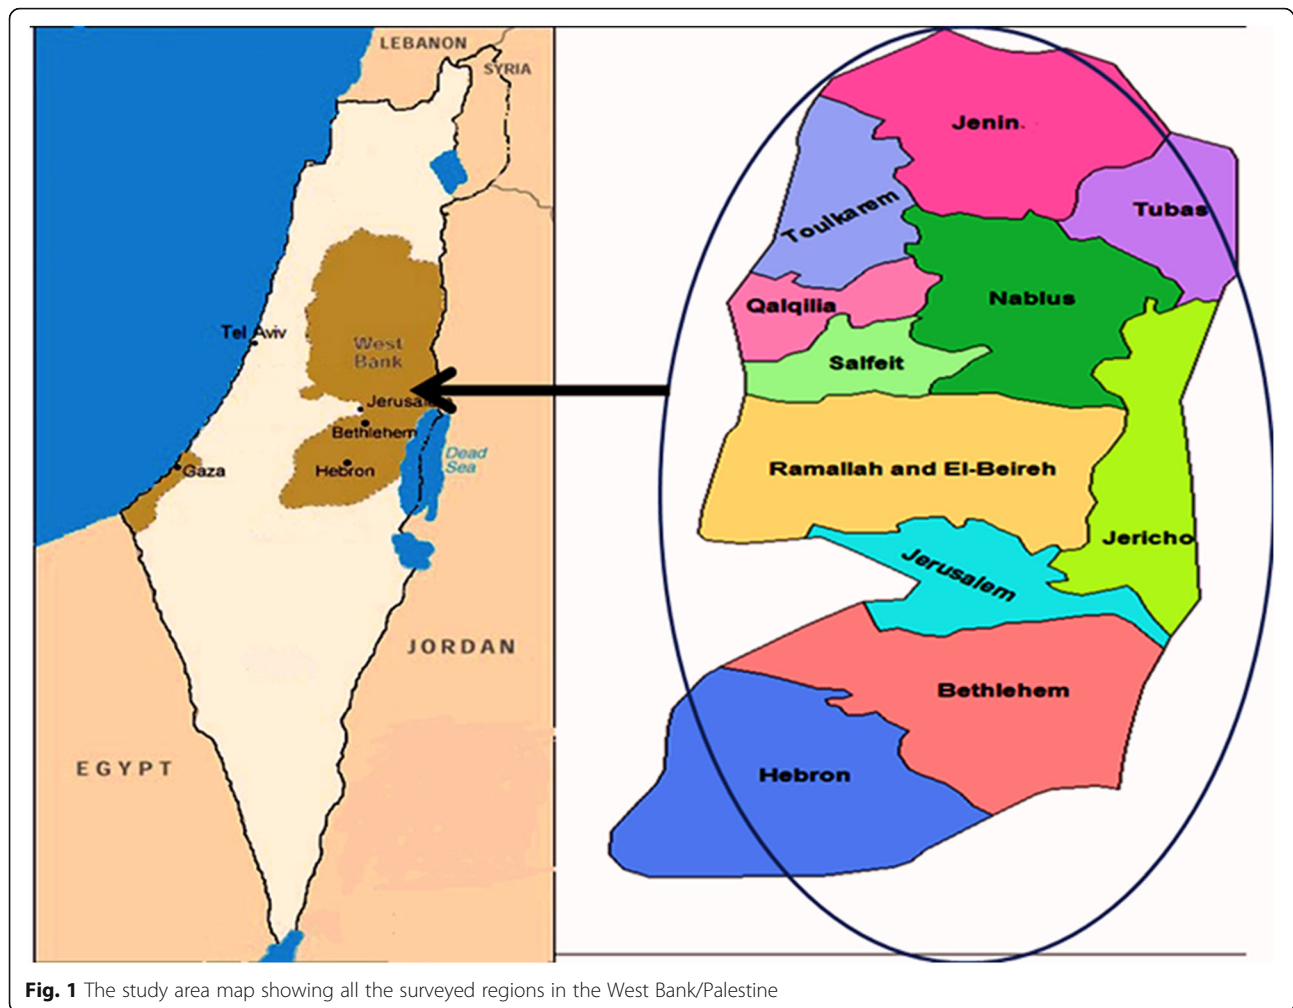 LEBANON
SYRIA
Tel Aviv
West
Bank
Jerusalem
Bethlehem
Hebron
Gaza
Dead
Sea
JORDAN
EGYPT
Jenin.
Tubas
Toulkarem
Nablus
Qalqilia
Salfeit
Ramallah and El-Beireh
Jericho
Jerusalem
Bethlehem
Hebron
Fig. 1 The study area map showing all the surveyed regions in the West Bank/Palestine